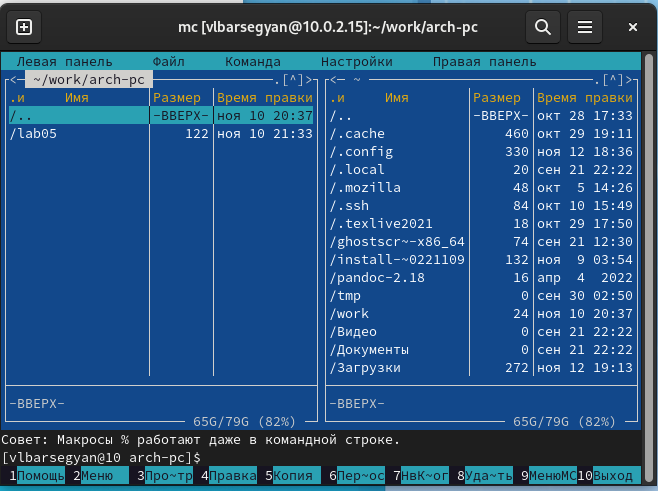 mc [vlbarsegyan@10.0.2.15]:~/work/arch-pc
Левая панель Файл Команда Настройки Правая панель
<─ ~/work/arch-pc .[^]>
.и Имя Размер Время правки
/.. -ВВЕРХ- ноя 10 20:37
/lab05 122 ноя 10 21:33
-ВВЕРХ-
65G/79G (82%)
<─ ~ .[^]>
.и Имя Размер Время правки
/.. -ВВЕРХ- окт 28 17:33
/.cache 460 окт 29 19:11
/.config 330 ноя 12 18:36
/.local 20 сен 21 22:22
/.mozilla 48 окт 5 14:26
/.ssh 84 окт 10 15:49
/.texlive2021 18 окт 29 17:50
/ghostscr~-x86_64 74 сен 21 12:30
/install-~0221109 132 ноя 9 03:54
/pandoc-2.18 16 апр 4 2022
/tmp 0 сен 30 02:50
/work 24 ноя 10 20:37
/Видео 0 сен 21 22:22
/Документы 0 сен 21 22:22
/Загрузки 272 ноя 12 19:13
-ВВЕРХ-
65G/79G (82%)
Совет: Макросы % работают даже в командной строке.
[vlbarsegyan@10 arch-pc]$
1Помощь 2Меню 3Про~тр 4Правка 5Копия 6Пер~ос 7НвК~ог 8Уда~ть 9МенюMC 10Выход